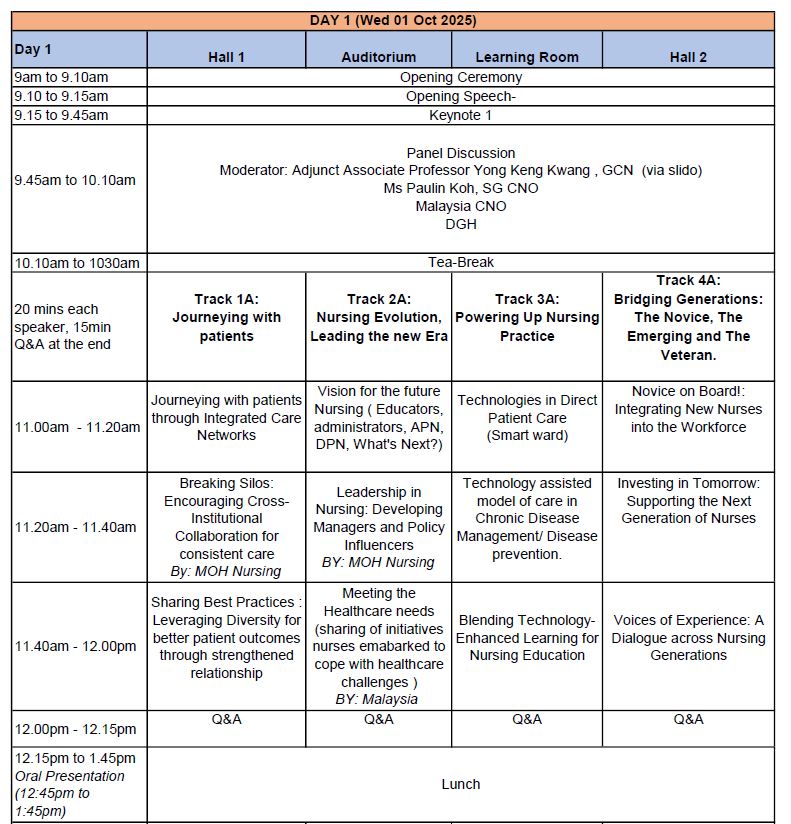 DAY 1 (Wed 01 Oct 2025)
Day 1
Hall 1
Auditorium
Learning Room
Hall 2
9am to 9.10am
Opening Ceremony
9.10 to 9.15am
Opening Speech-
9.15 to 9.45am
Keynote 1
9.45am to 10.10am
Panel Discussion
Moderator: Adjunct Associate Professor Yong Keng Kwang , GCN (via slido)
Ms Paulin Koh, SG CNO
Malaysia CNO
DGH
10.10am to 1030am
Tea-Break
20 mins each
speaker, 15min
Q&A at the end
Track 1A:
Journeying with
patients
Track 2A:
Nursing Evolution,
Leading the new Era
Track 3A:
Powering Up Nursing
Practice
Track 4A:
Bridging Generations:
The Novice, The
Emerging and The
Veteran.
11.00am - 11.20am
Journeying with patients
through Integrated Care
Networks
Vision for the future
Nursing ( Educators,
administrators, APN,
DPN, What's Next?)
Technologies in Direct
Patient Care
(Smart ward)
Novice on Board!:
Integrating New Nurses
into the Workforce
11.20am - 11.40am
Breaking Silos:
Encouraging Cross-
Institutional
Collaboration for
consistent care
By: MOH Nursing
Leadership in
Nursing: Developing
Managers and Policy
Influencers
BY: MOH Nursing
Technology assisted
model of care in
Chronic Disease
Management/ Disease
prevention.
Investing in Tomorrow:
Supporting the Next
Generation of Nurses
11.40am - 12.00pm
Sharing Best Practices :
Leveraging Diversity for
better patient outcomes
through strengthened
relationship
Meeting the
Healthcare needs
(sharing of initiatives
nurses emabarked to
cope with healthcare
challenges )
BY: Malaysia
Blending Technology-
Enhanced Learning for
Nursing Education
Voices of Experience: A
Dialogue across Nursing
Generations
12.00pm - 12.15pm
Q&A
Q&A
Q&A
Q&A
12.15pm to 1.45pm
Oral Presentation
(12:45pm to
1:45pm)
Lunch